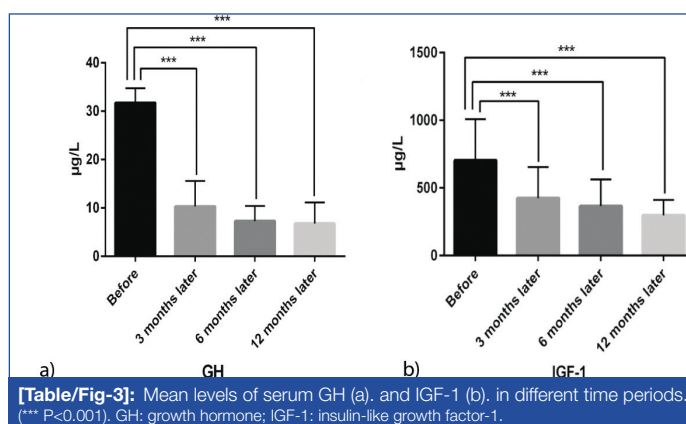 ***
***
***
40
30
20
10
0
µg/L
Before
3 months later
6 months later
12 months later
a)
GH
***
***
***
1500
1000
500
0
µg/L
Before
3 months later
6 months later
12 months later
b)
IGF-1
[Table/Fig-3]: Mean levels of serum GH (a). and IGF-1 (b). in different time periods.
(*** P<0.001). GH: growth hormone; IGF-1: insulin-like growth factor-1.